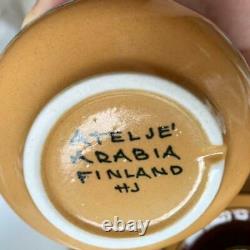 ATELJE'
ARABIA
FINLAND
HJ